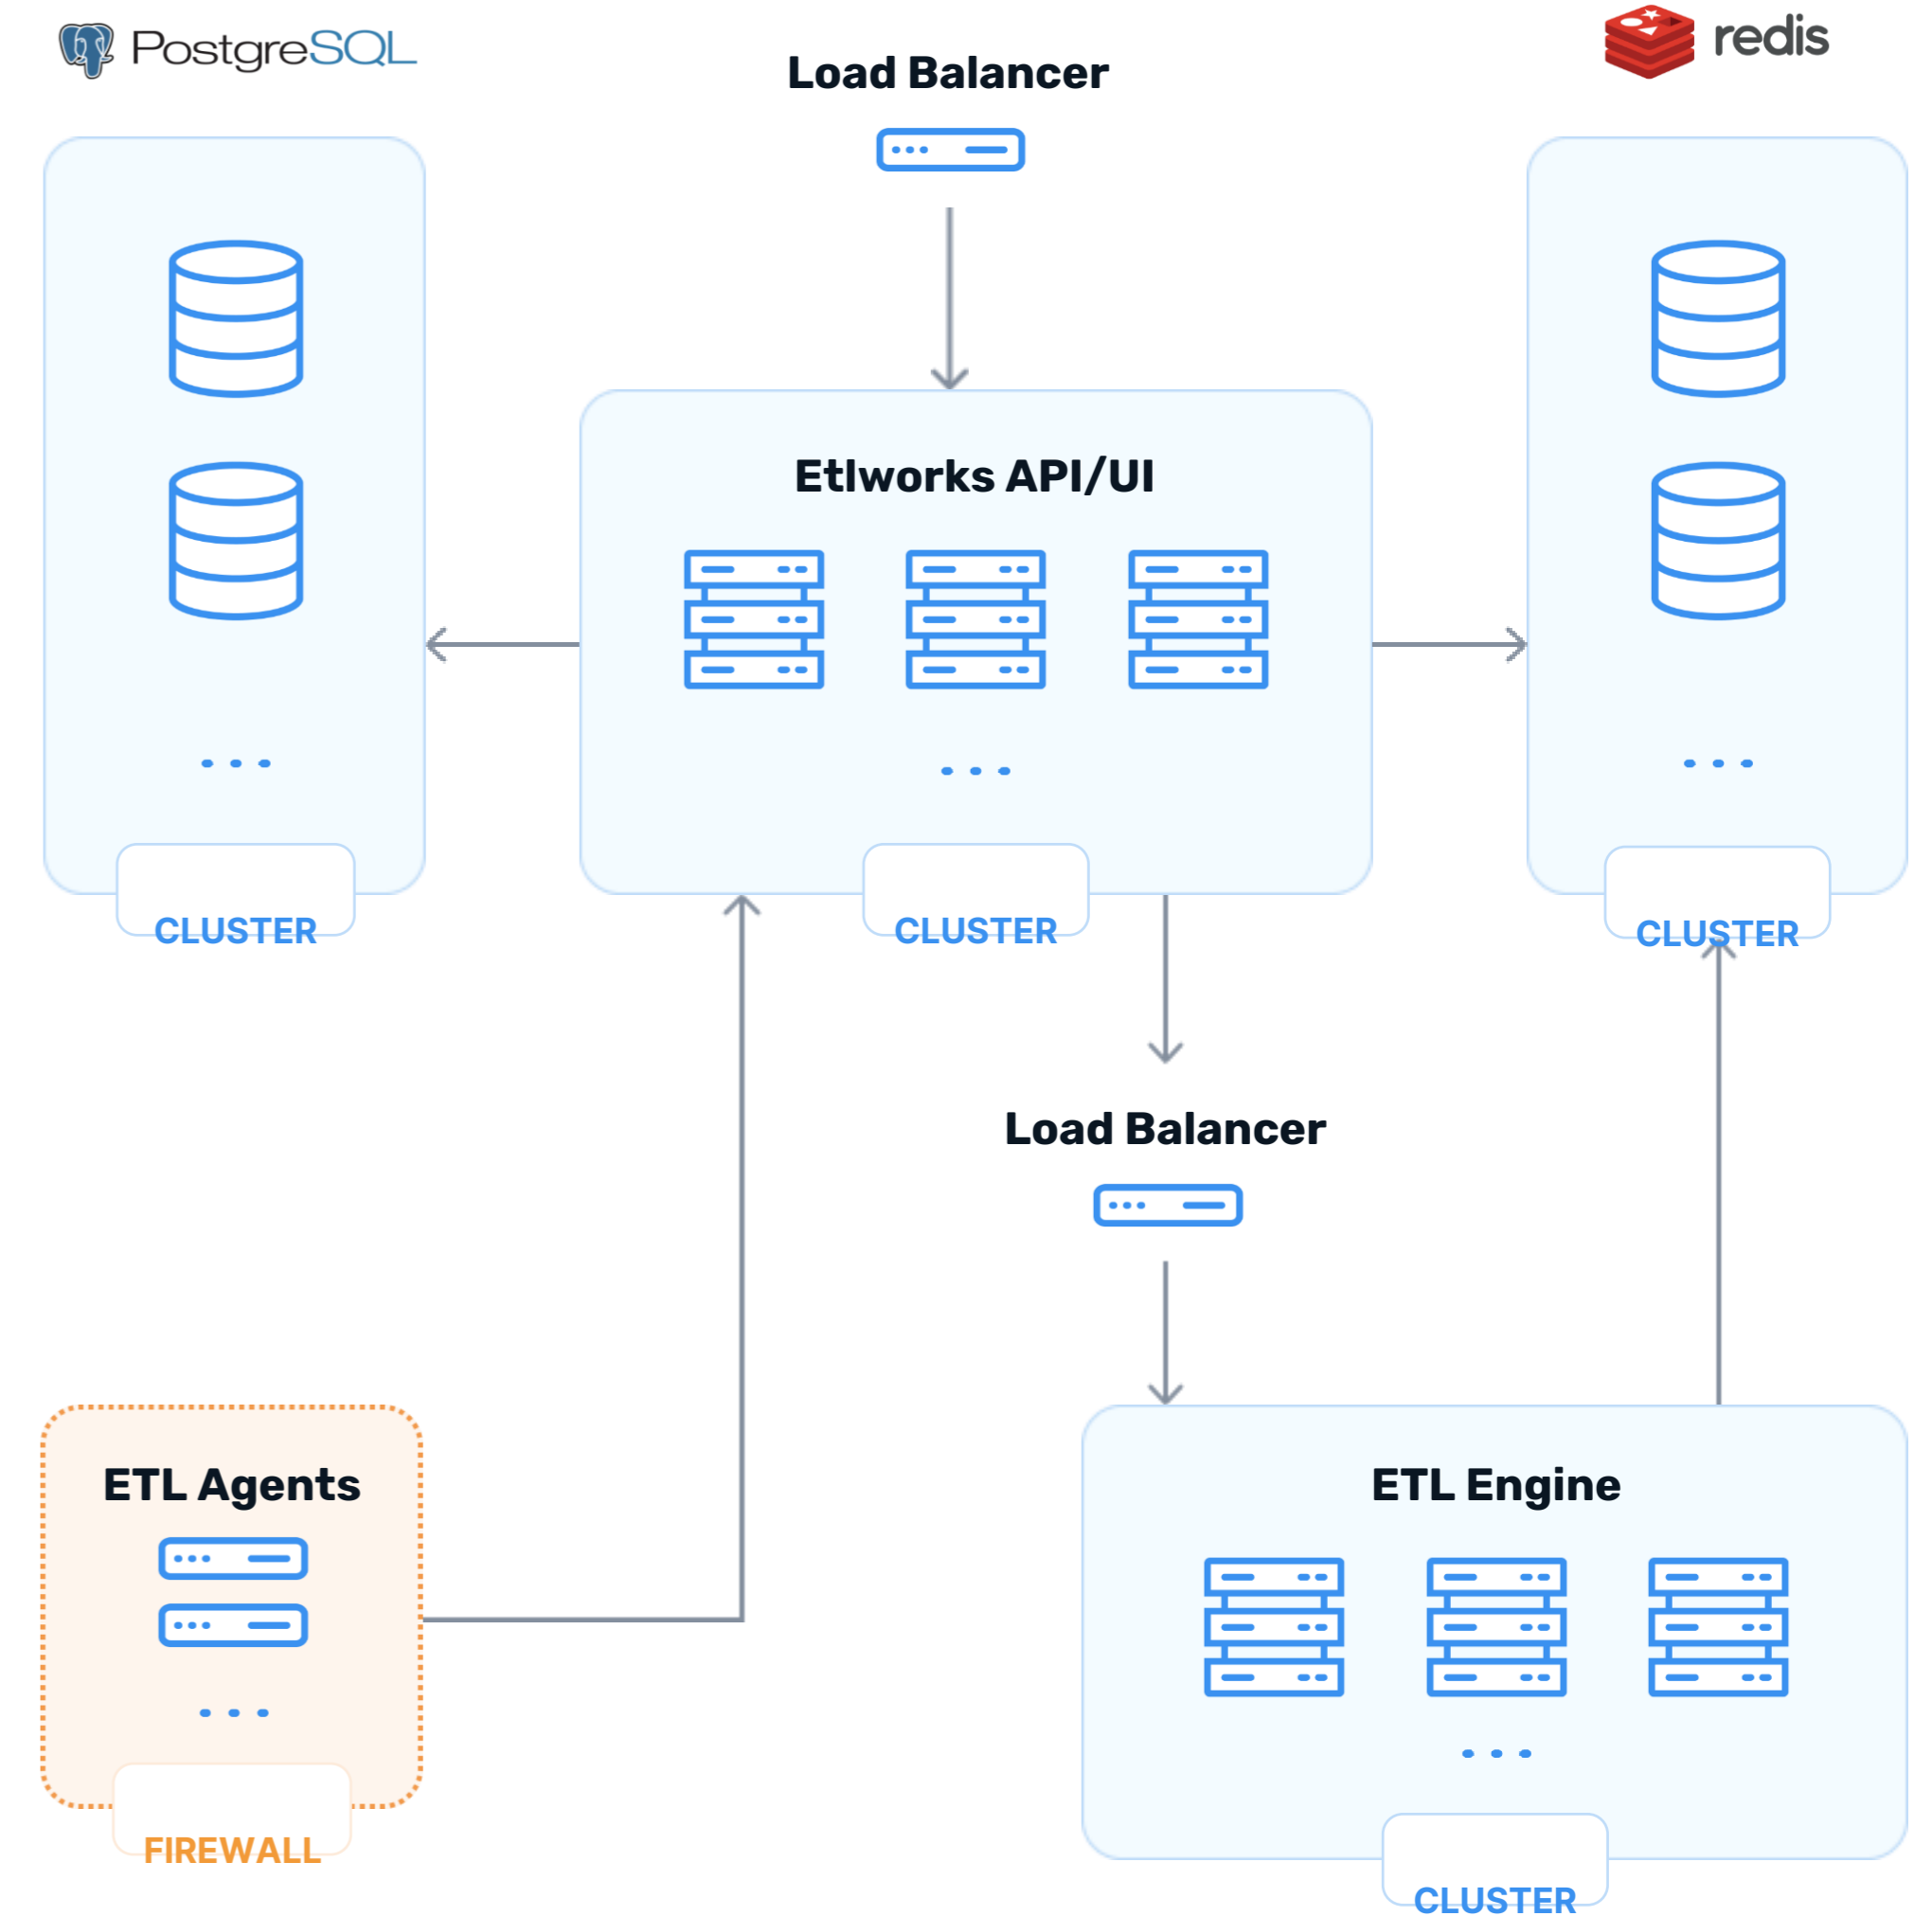 PostgreSQL
redis
Load Balancer
Etlworks API/UI
CLUSTER
CLUSTER
CLUSTER
Load Balancer
ETL Agents
ETL Engine
FIREWALL
CLUSTER